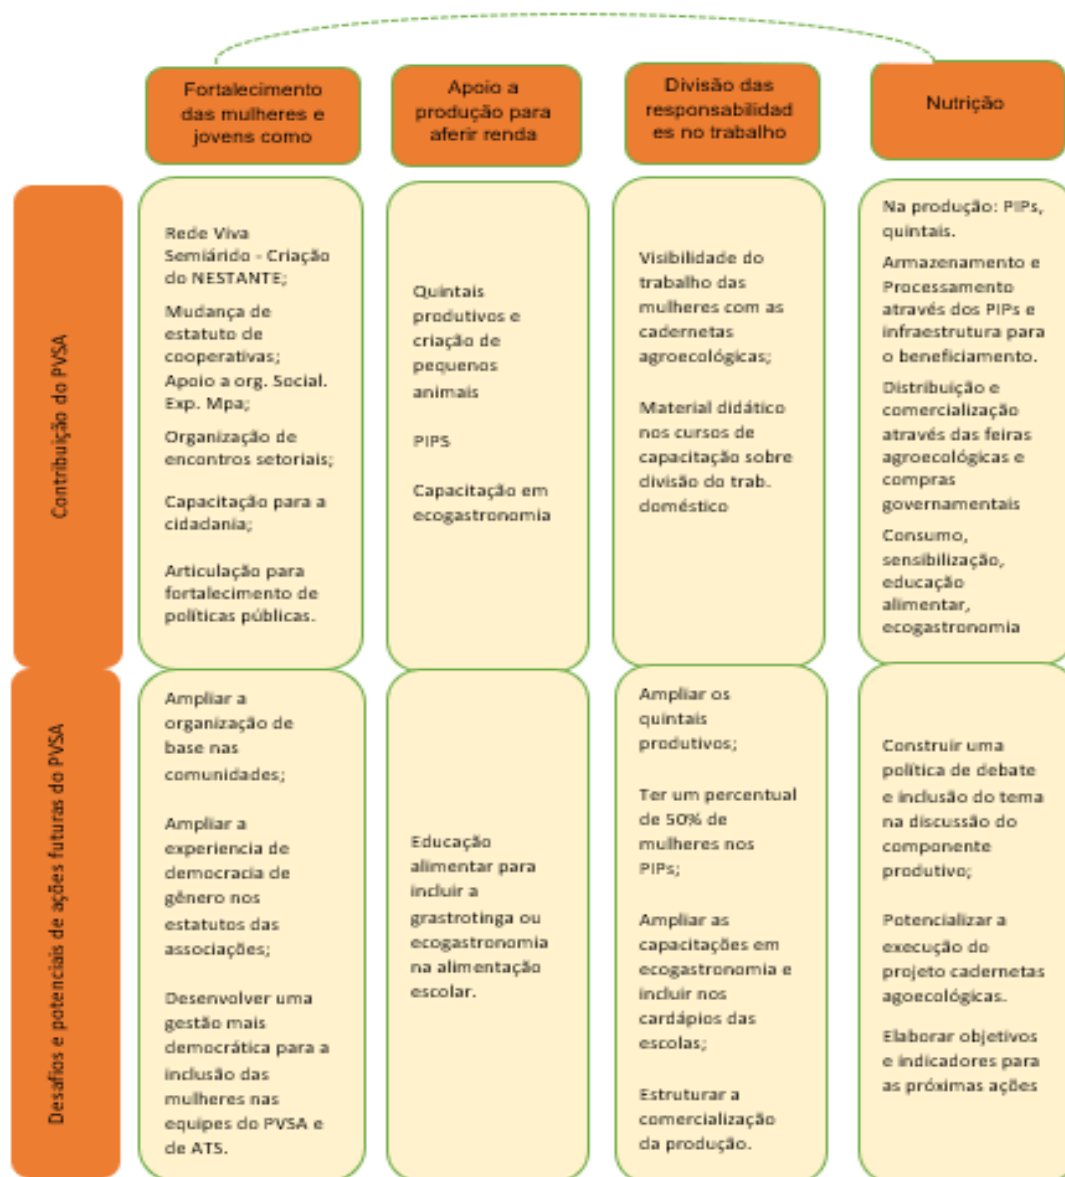 Fortalecimento
das mulheres e
jovens como
Apoio a
produção para
aferir renda
Divisão das
responsabilidad
es no trabalho
Nutrição
Contribuição do PVSA
Rede Viva
Semiárido - Criação
do NESTANTE;
Mudança de
estatuto de
cooperativas;
Apoio a org. Social.
Exp. Mpa;
Organização de
encontros setoriais;
Capacitação para a
cidadania;
Articulação para
fortalecimento de
políticas públicas.
Quintais
produtivos e
criação de
pequenos
animais
PIPS
Capacitação em
ecogastronomia
Visibilidade do
trabalho das
mulheres com as
cadernetas
agroecológicas;
Material didático
nos cursos de
capacitação sobre
divisão do trab.
doméstico
Na produção: PIPs,
quintais.
Armazenamento e
Processamento
através dos PIPs e
infraestrutura para
o beneficiamento.
Distribuição e
comercialização
através das feiras
agroecológicas e
compras
governamentais
Consumo,
sensibilização,
educação
alimentar,
ecogastronomia
Desafios e potenciais de ações futuras do PVSA
Ampliar a
organização de
base nas
comunidades;
Ampliar a
experiencia de
democracia de
gênero nos
estatutos das
associações;
Desenvolver uma
gestão mais
democrática para a
inclusão das
mulheres nas
equipes do PVSA e
de ATS.
Educação
alimentar para
incluir a
grastrotinga ou
ecogastronomia
na alimentação
escolar.
Ampliar os
quintais
produtivos;
Ter um percentual
de 50% de
mulheres nos
PIPs;
Ampliar as
capacitações em
ecogastronomia e
incluir nos
cardápios das
escolas;
Estruturar a
comercialização
da produção.
Construir uma
política de debate
e inclusão do tema
na discussão do
componente
produtivo;
Potencializar a
execução do
projeto cadernetas
agoecológicas.
Elaborar objetivos
e indicadores para
as próximas ações